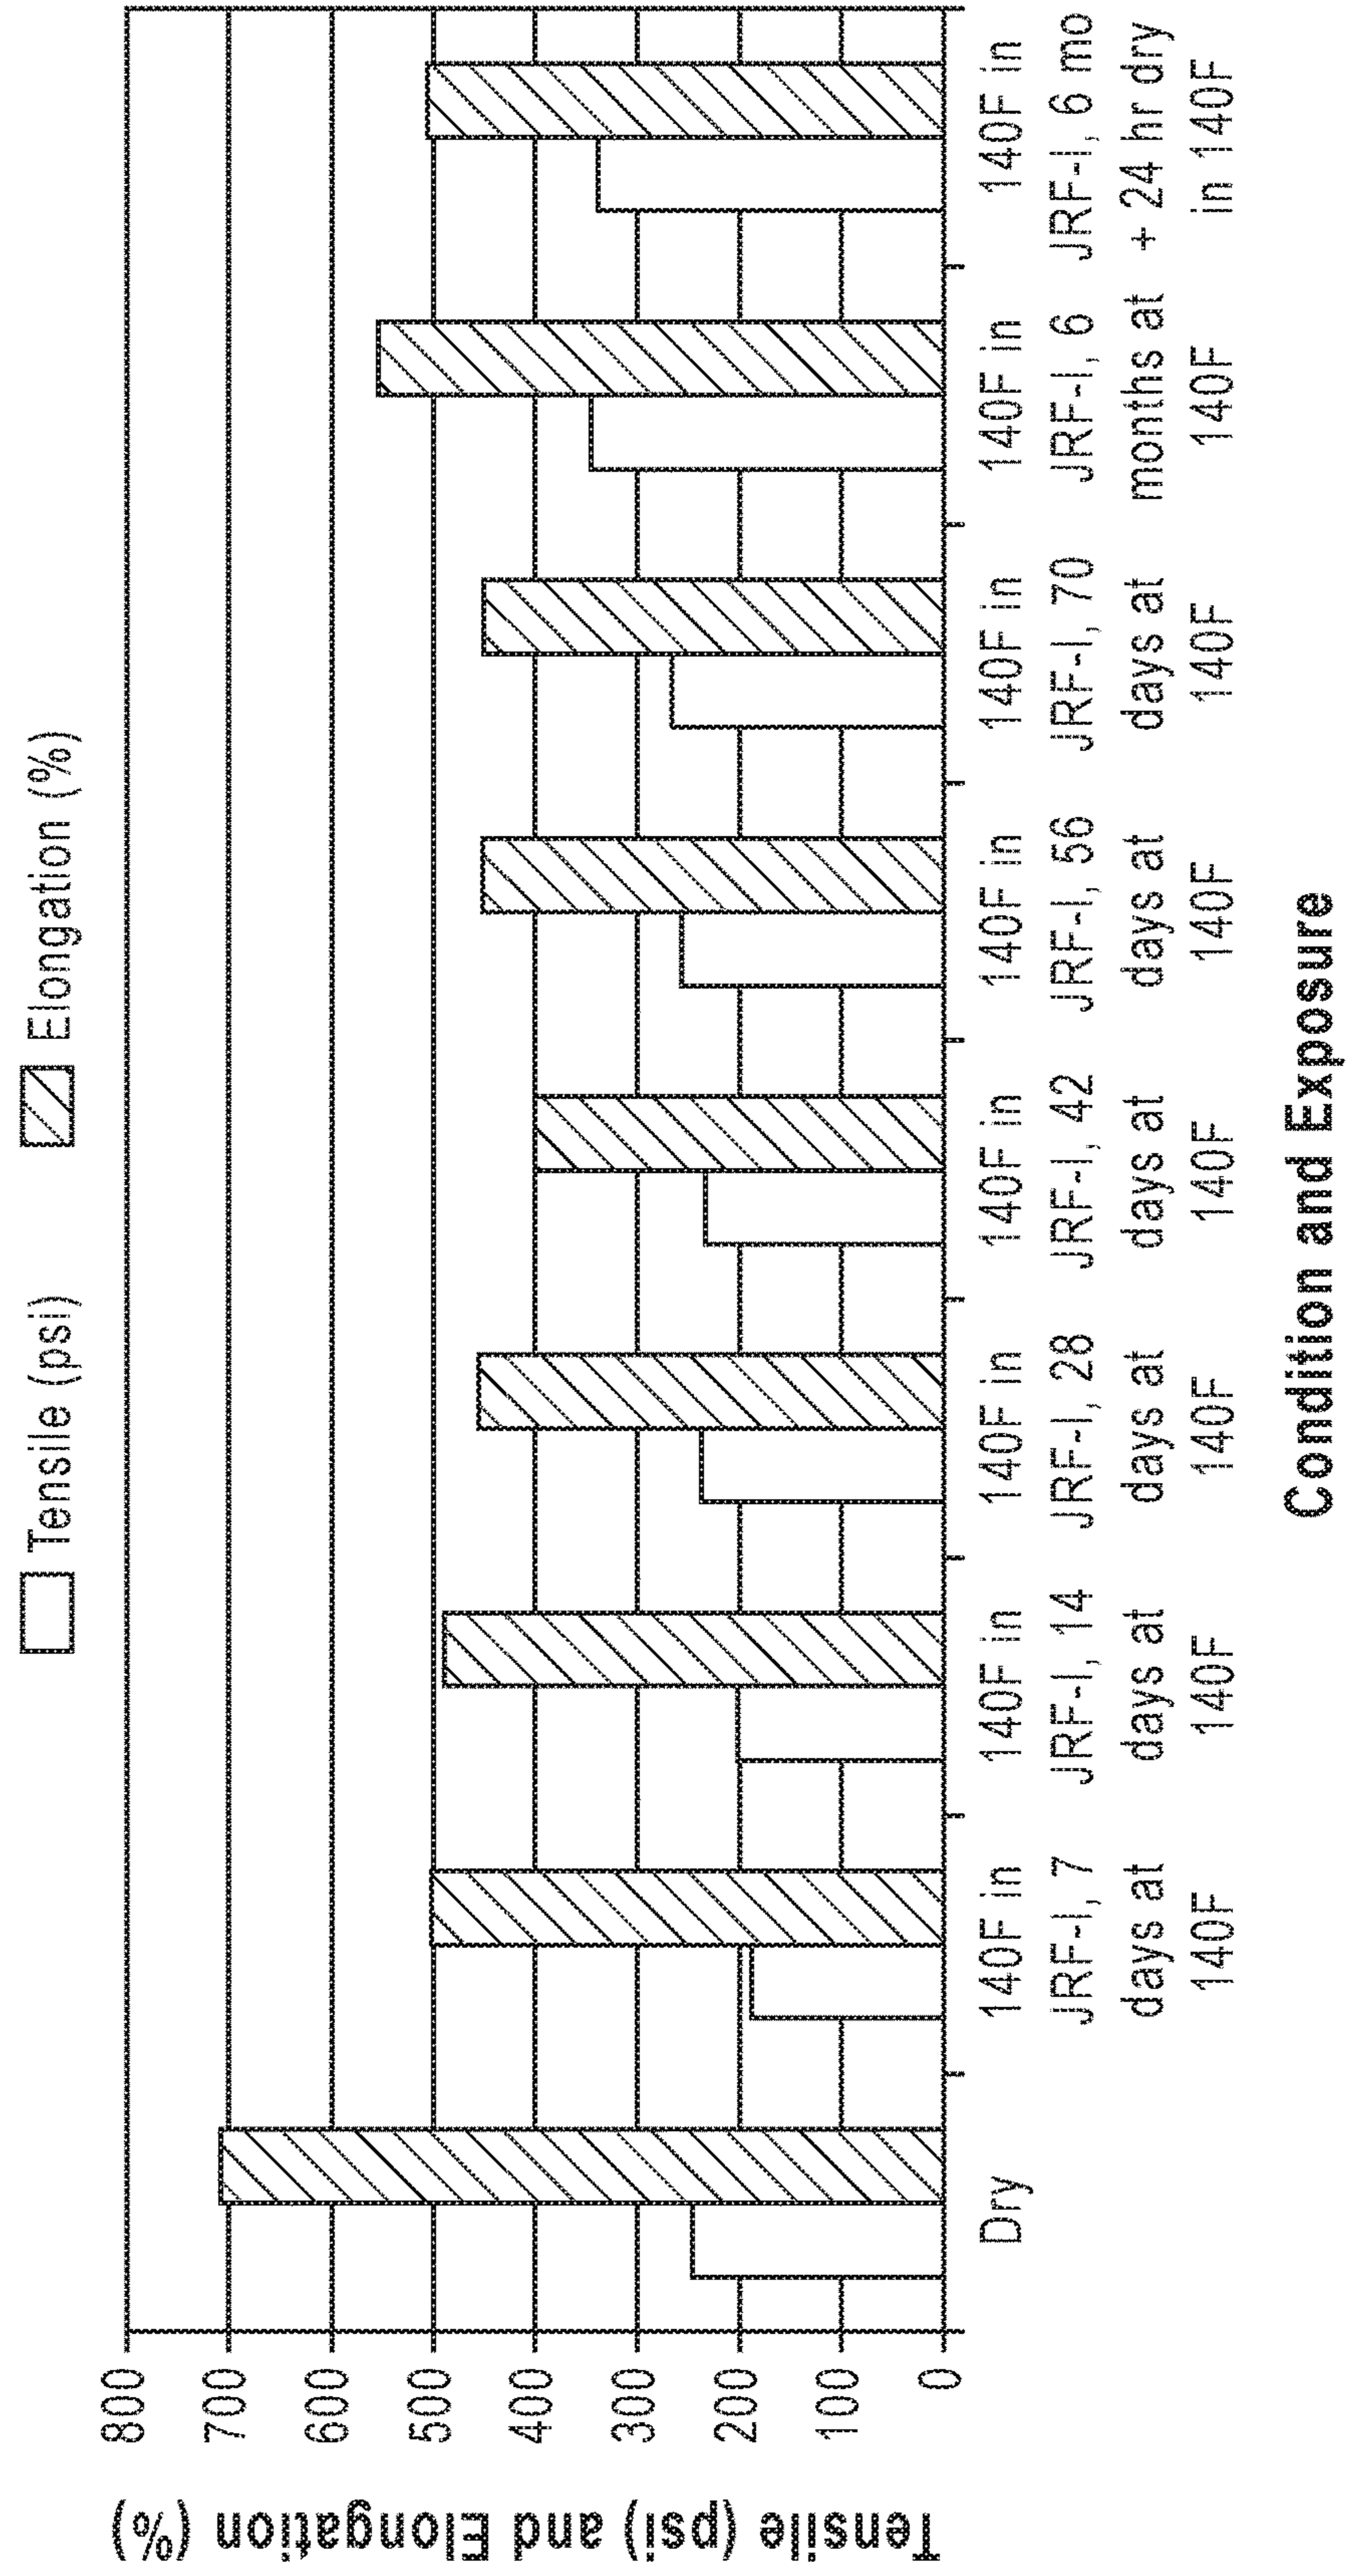 Tensile (psi)
Elongation (%)
Tensile (psi) and Elongation (%)
800
700
600
500
400
300
200
100
0
Dry
140F in
JRF-I, 7
days at
140F
140F in
JRF-I, 14
days at
140F
140F in
JRF-I, 28
days at
140F
140F in
JRF-I, 42
days at
140F
140F in
JRF-I, 56
days at
140F
140F in
JRF-I, 70
days at
140F
140F in
JRF-I, 6
months at
140F
140F in
JRF-I, 6 mo
+ 24 hr dry
in 140F
Condition and Exposure